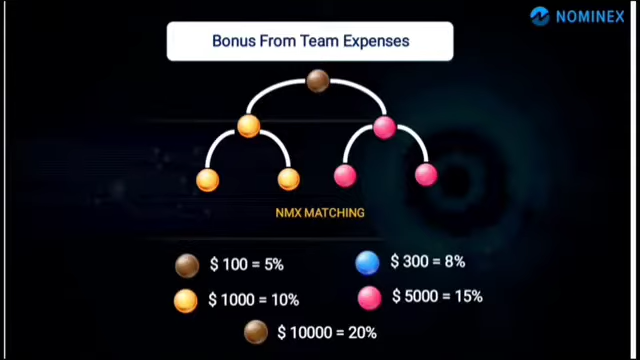 NOMINEX
Bonus From Team Expenses
NMX MATCHING
$ 100 = 5%
$ 300 = 8%
$ 1000 = 10%
$ 5000 = 15%
$ 10000 = 20%